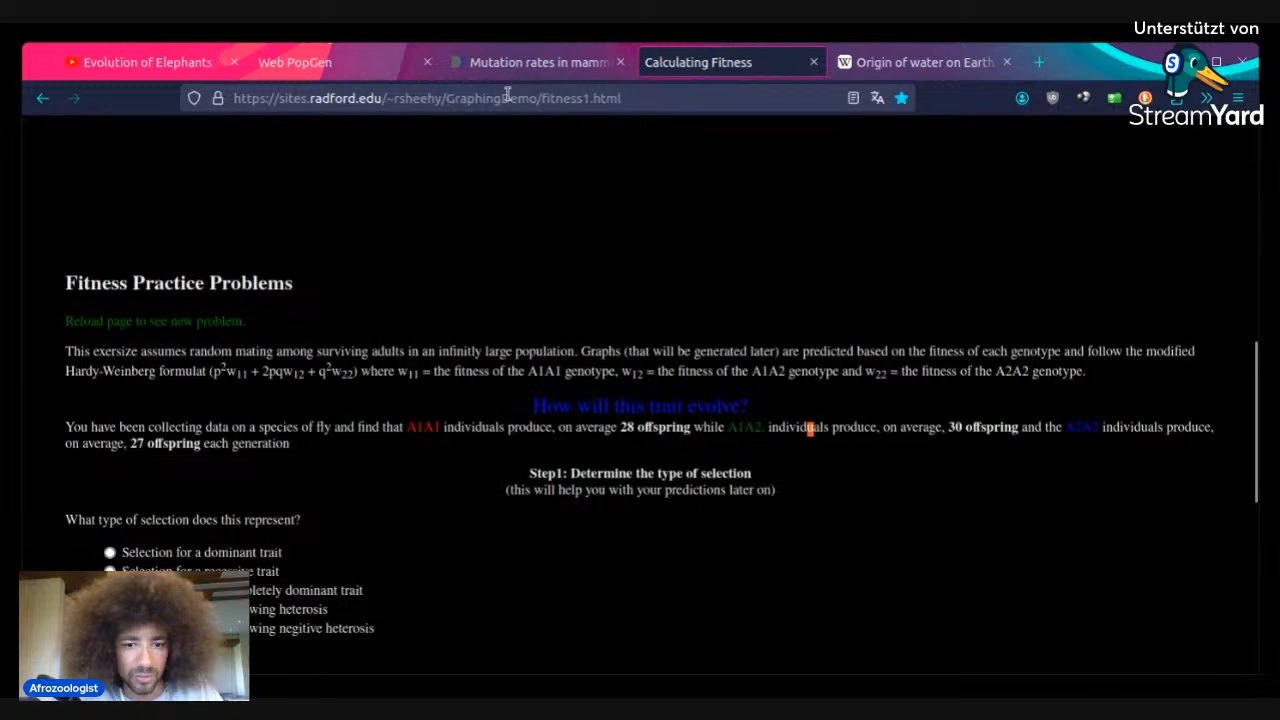 Unterstützt von
StreamYard
Evolution of Elephants
Web PopGen
Mutation rates in mamm
Calculating Fitness
Origin of water on Earth
https://sites.radford.edu/~rsheehy/GraphingDemo/fitness1.html
Fitness Practice Problems
Reload page to see new problem.
This exersize assumes random mating among surviving adults in an infinitly large population. Graphs (that will be generated later) are predicted based on the fitness of each genotype and follow the modified
Hardy-Weinberg formulat (p²w₁₁ + 2pqw₁₂ + q²w₂₂) where w₁₁ = the fitness of the A1A1 genotype, w₁₂ = the fitness of the A1A2 genotype and w₂₂ = the fitness of the A2A2 genotype.
How will this trait evolve?
You have been collecting data on a species of fly and find that A1A1 individuals produce, on average 28 offspring while A1A2, individuals produce, on average, 30 offspring and the A2A2 individuals produce,
on average, 27 offspring each generation
Step1: Determine the type of selection
(this will help you with your predictions later on)
What type of selection does this represent?
Selection for a dominant trait
trait
pletely dominant trait
wing heterosis
wing negitive heterosis
Afrozoologist